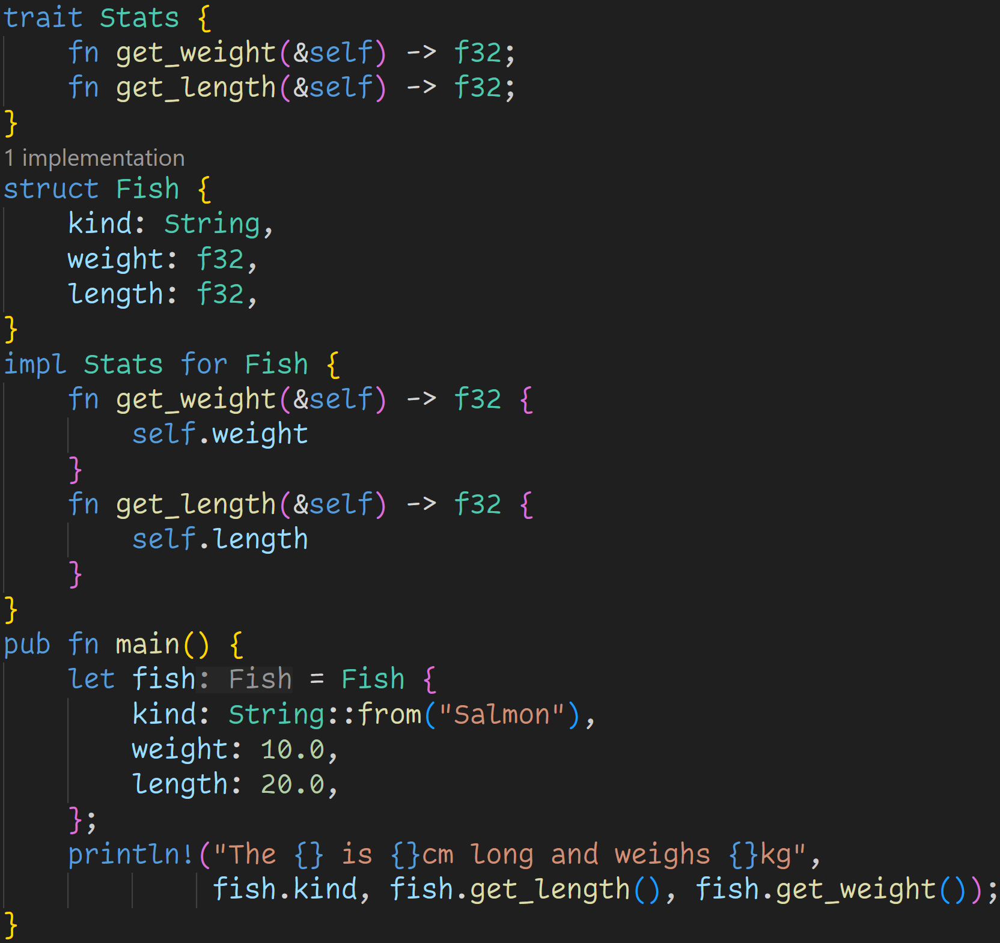 trait Stats {
    fn get_weight(&self) -> f32;
    fn get_length(&self) -> f32;
}
1 implementation
struct Fish {
    kind: String,
    weight: f32,
    length: f32,
}
impl Stats for Fish {
    fn get_weight(&self) -> f32 {
        self.weight
    }
    fn get_length(&self) -> f32 {
        self.length
    }
}
pub fn main() {
    let fish: Fish = Fish {
        kind: String::from("Salmon"),
        weight: 10.0,
        length: 20.0,
    };
    println!("The {} is {}cm long and weighs {}kg",
             fish.kind, fish.get_length(), fish.get_weight());
}